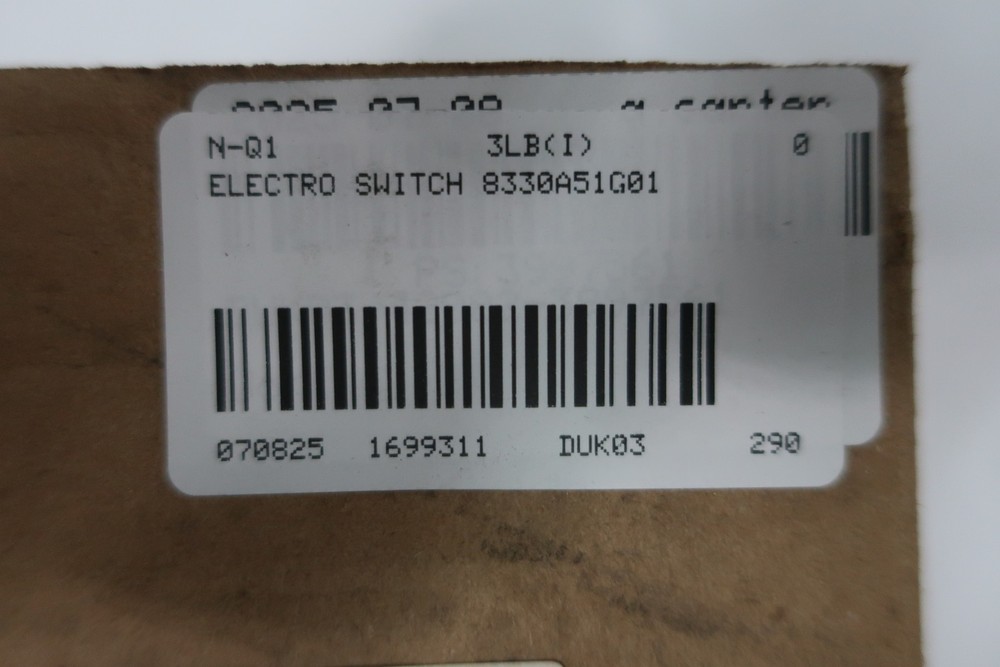 N-Q1 3LB(I) 0
ELECTRO SWITCH 8330A51G01
070825 1699311 DUK03 290